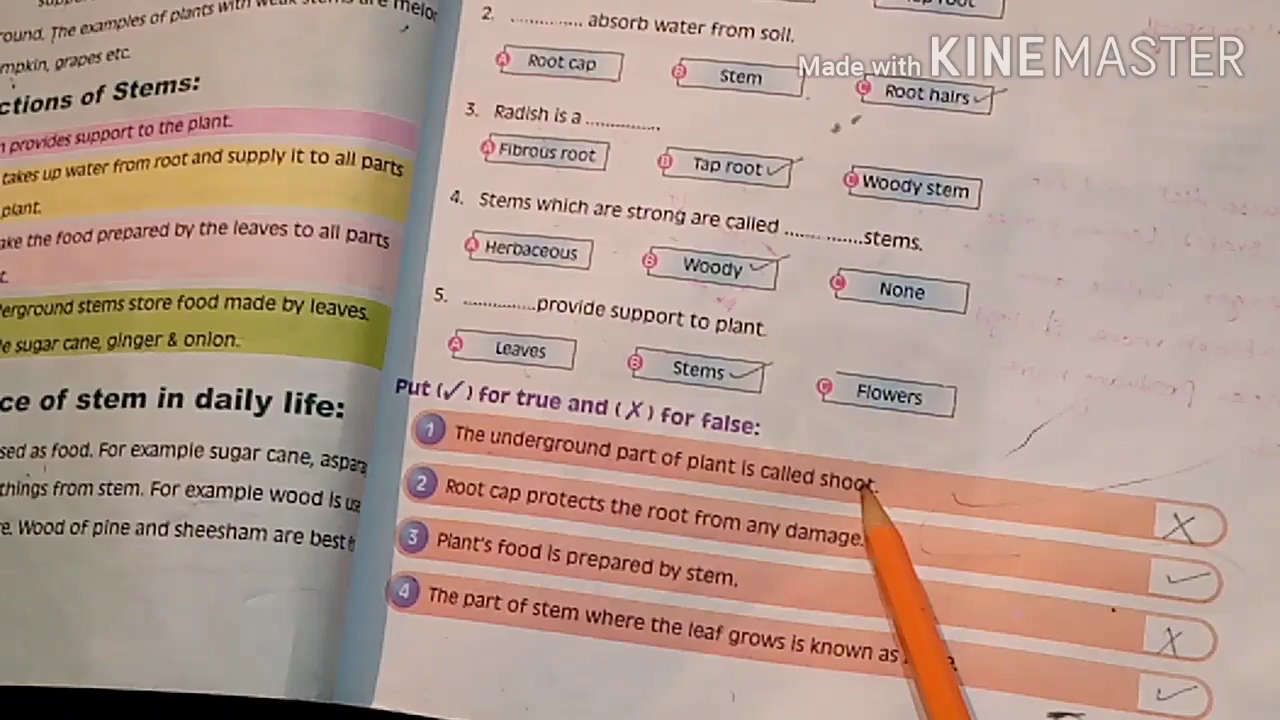 round. The examples of plants with weak stems are
mpkin, grapes etc.
ctions of Stems:
provides support to the plant.
takes up water from root and supply it to all parts
plant.
ake the food prepared by the leaves to all parts
t.
erground stems store food made by leaves.
e sugar cane, ginger & onion.
ce of stem in daily life:
sed as food. For example sugar cane, aspara
things from stem. For example wood is us
e. Wood of pine and sheesham are best
2. ............. absorb water from soil.
A Root cap B Stem C Root hairs ✓
3. Radish is a .............
A Fibrous root B Tap root ✓ C Woody stem
4. Stems which are strong are called .............stems.
A Herbaceous B Woody ✓ C None
5. .............provide support to plant.
A Leaves B Stems ✓ C Flowers
Put (✓) for true and (X) for false:
1 The underground part of plant is called shoot. X
2 Root cap protects the root from any damage. ✓
3 Plant's food is prepared by stem. X
4 The part of stem where the leaf grows is known as ✓
Made with KINEMASTER